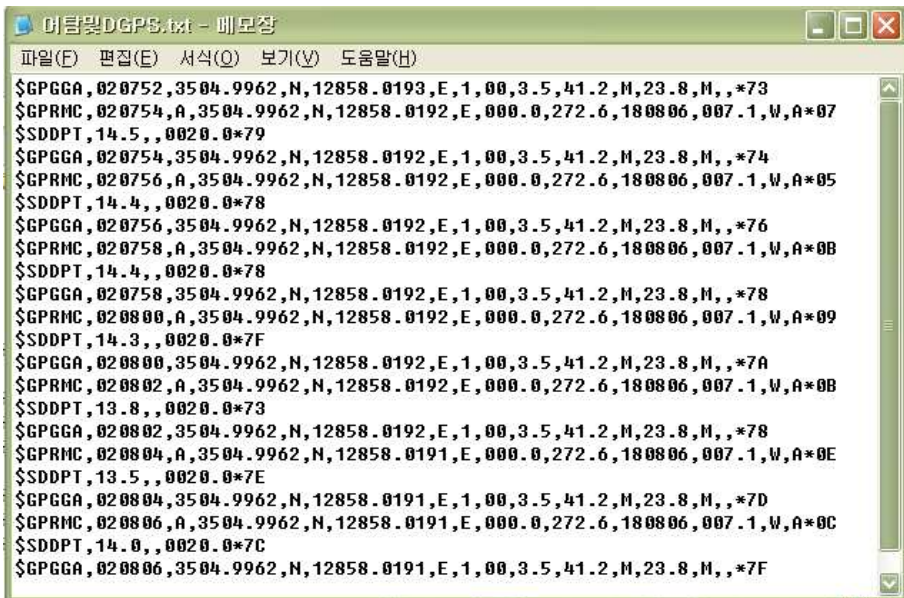 어탐및DGPS.txt - 메모장
파일(F) 편집(E) 서식(O) 보기(V) 도움말(H)
$GPGGA,020752,3504.9962,N,12858.0193,E,1,00,3.5,41.2,M,23.8,M,,*73
$GPRMC,020754,A,3504.9962,N,12858.0192,E,000.0,272.6,180806,007.1,W,A*07
$SDDPT,14.5,,0020.0*79
$GPGGA,020754,3504.9962,N,12858.0192,E,1,00,3.5,41.2,M,23.8,M,,*74
$GPRMC,020756,A,3504.9962,N,12858.0192,E,000.0,272.6,180806,007.1,W,A*05
$SDDPT,14.4,,0020.0*78
$GPGGA,020756,3504.9962,N,12858.0192,E,1,00,3.5,41.2,M,23.8,M,,*76
$GPRMC,020758,A,3504.9962,N,12858.0192,E,000.0,272.6,180806,007.1,W,A*0B
$SDDPT,14.4,,0020.0*78
$GPGGA,020758,3504.9962,N,12858.0192,E,1,00,3.5,41.2,M,23.8,M,,*78
$GPRMC,020800,A,3504.9962,N,12858.0192,E,000.0,272.6,180806,007.1,W,A*09
$SDDPT,14.3,,0020.0*7F
$GPGGA,020800,3504.9962,N,12858.0192,E,1,00,3.5,41.2,M,23.8,M,,*7A
$GPRMC,020802,A,3504.9962,N,12858.0192,E,000.0,272.6,180806,007.1,W,A*0B
$SDDPT,13.8,,0020.0*73
$GPGGA,020802,3504.9962,N,12858.0192,E,1,00,3.5,41.2,M,23.8,M,,*78
$GPRMC,020804,A,3504.9962,N,12858.0191,E,000.0,272.6,180806,007.1,W,A*0E
$SDDPT,13.5,,0020.0*7E
$GPGGA,020804,3504.9962,N,12858.0191,E,1,00,3.5,41.2,M,23.8,M,,*7D
$GPRMC,020806,A,3504.9962,N,12858.0191,E,000.0,272.6,180806,007.1,W,A*0C
$SDDPT,14.0,,0020.0*7C
$GPGGA,020806,3504.9962,N,12858.0191,E,1,00,3.5,41.2,M,23.8,M,,*7F